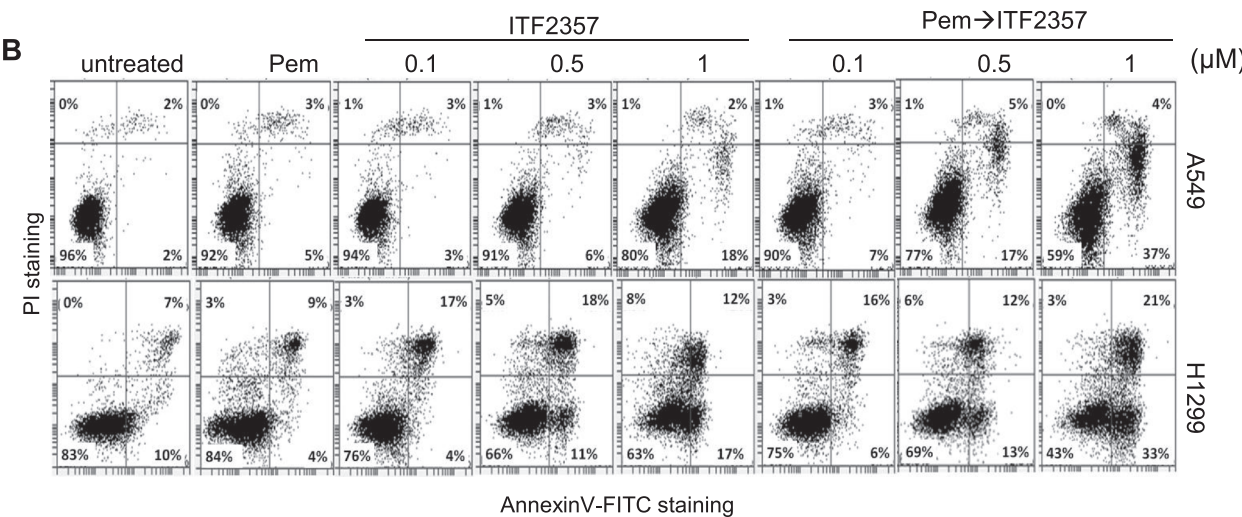 B
ITF2357
Pem→ITF2357
untreated Pem 0.1 0.5 1 0.1 0.5 1 (µM)
0% 2% 0% 3% 1% 3% 1% 3% 1% 2% 1% 3% 1% 5% 0% 4%
96% 2% 92% 5% 94% 3% 91% 6% 80% 18% 90% 7% 77% 17% 59% 37%
A549
0% 7% 3% 9% 3% 17% 5% 18% 8% 12% 3% 16% 6% 12% 3% 21%
83% 10% 84% 4% 76% 4% 66% 11% 63% 17% 75% 6% 69% 13% 43% 33%
H1299
PI staining
AnnexinV-FITC staining